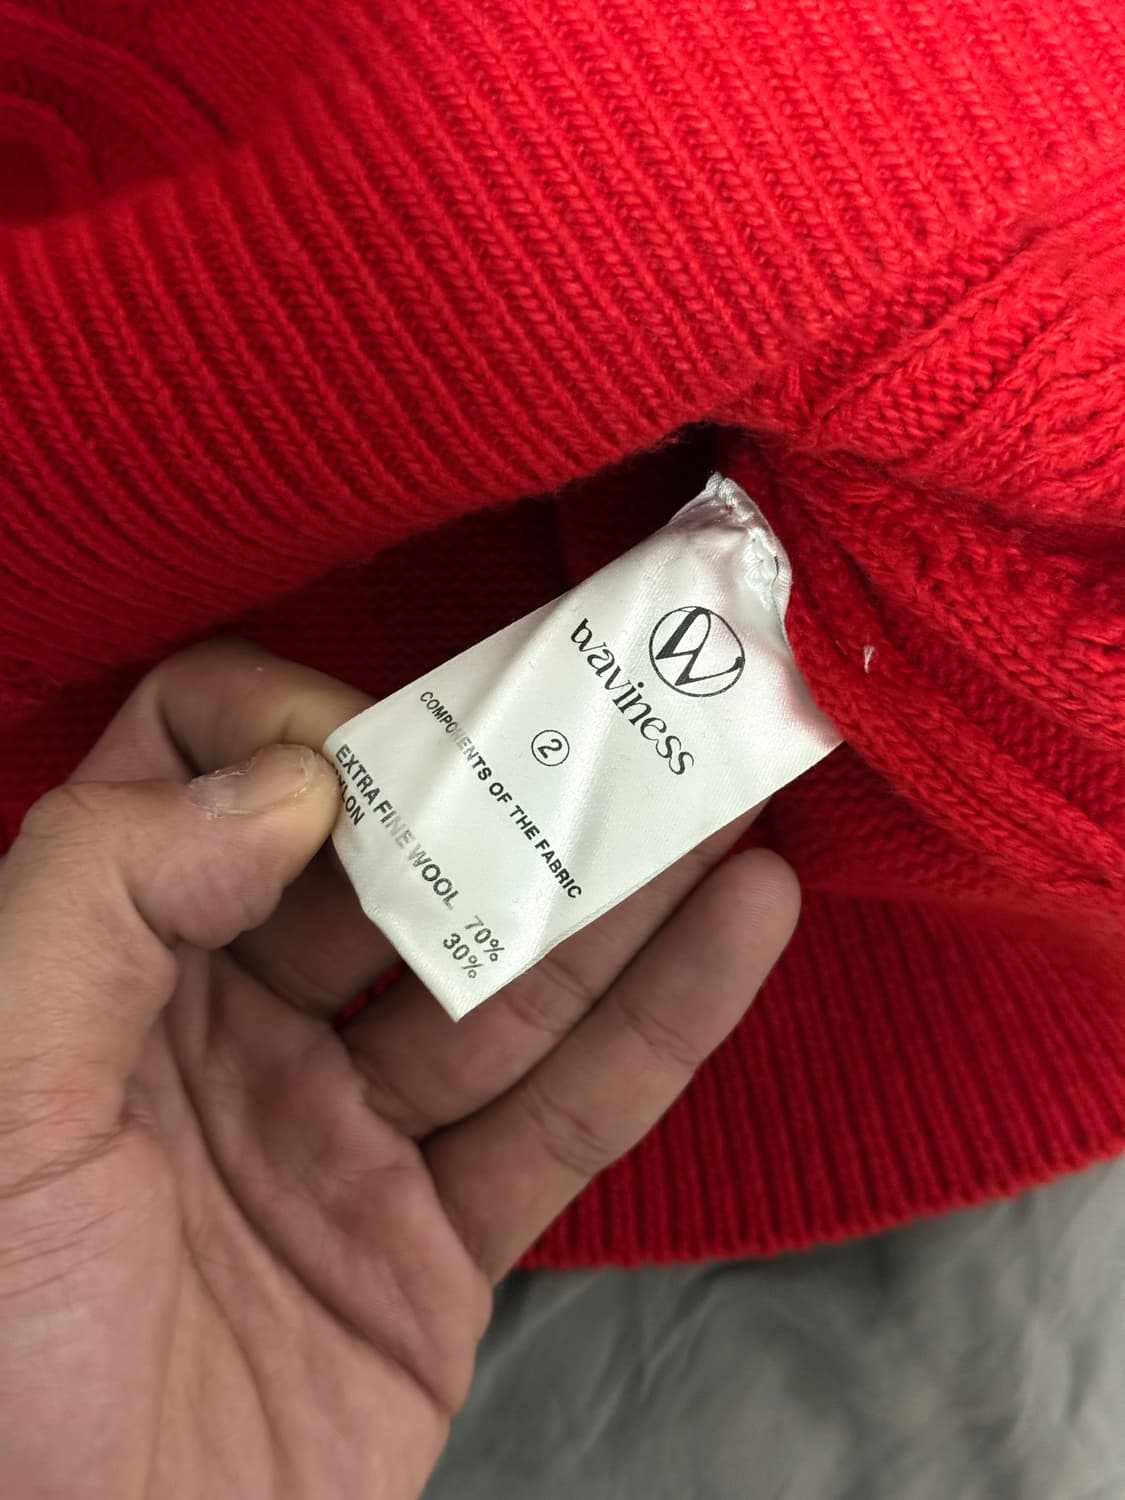 W
waviness
2
COMPONENTS OF THE FABRIC
EXTRA FINE WOOL 70%
30%